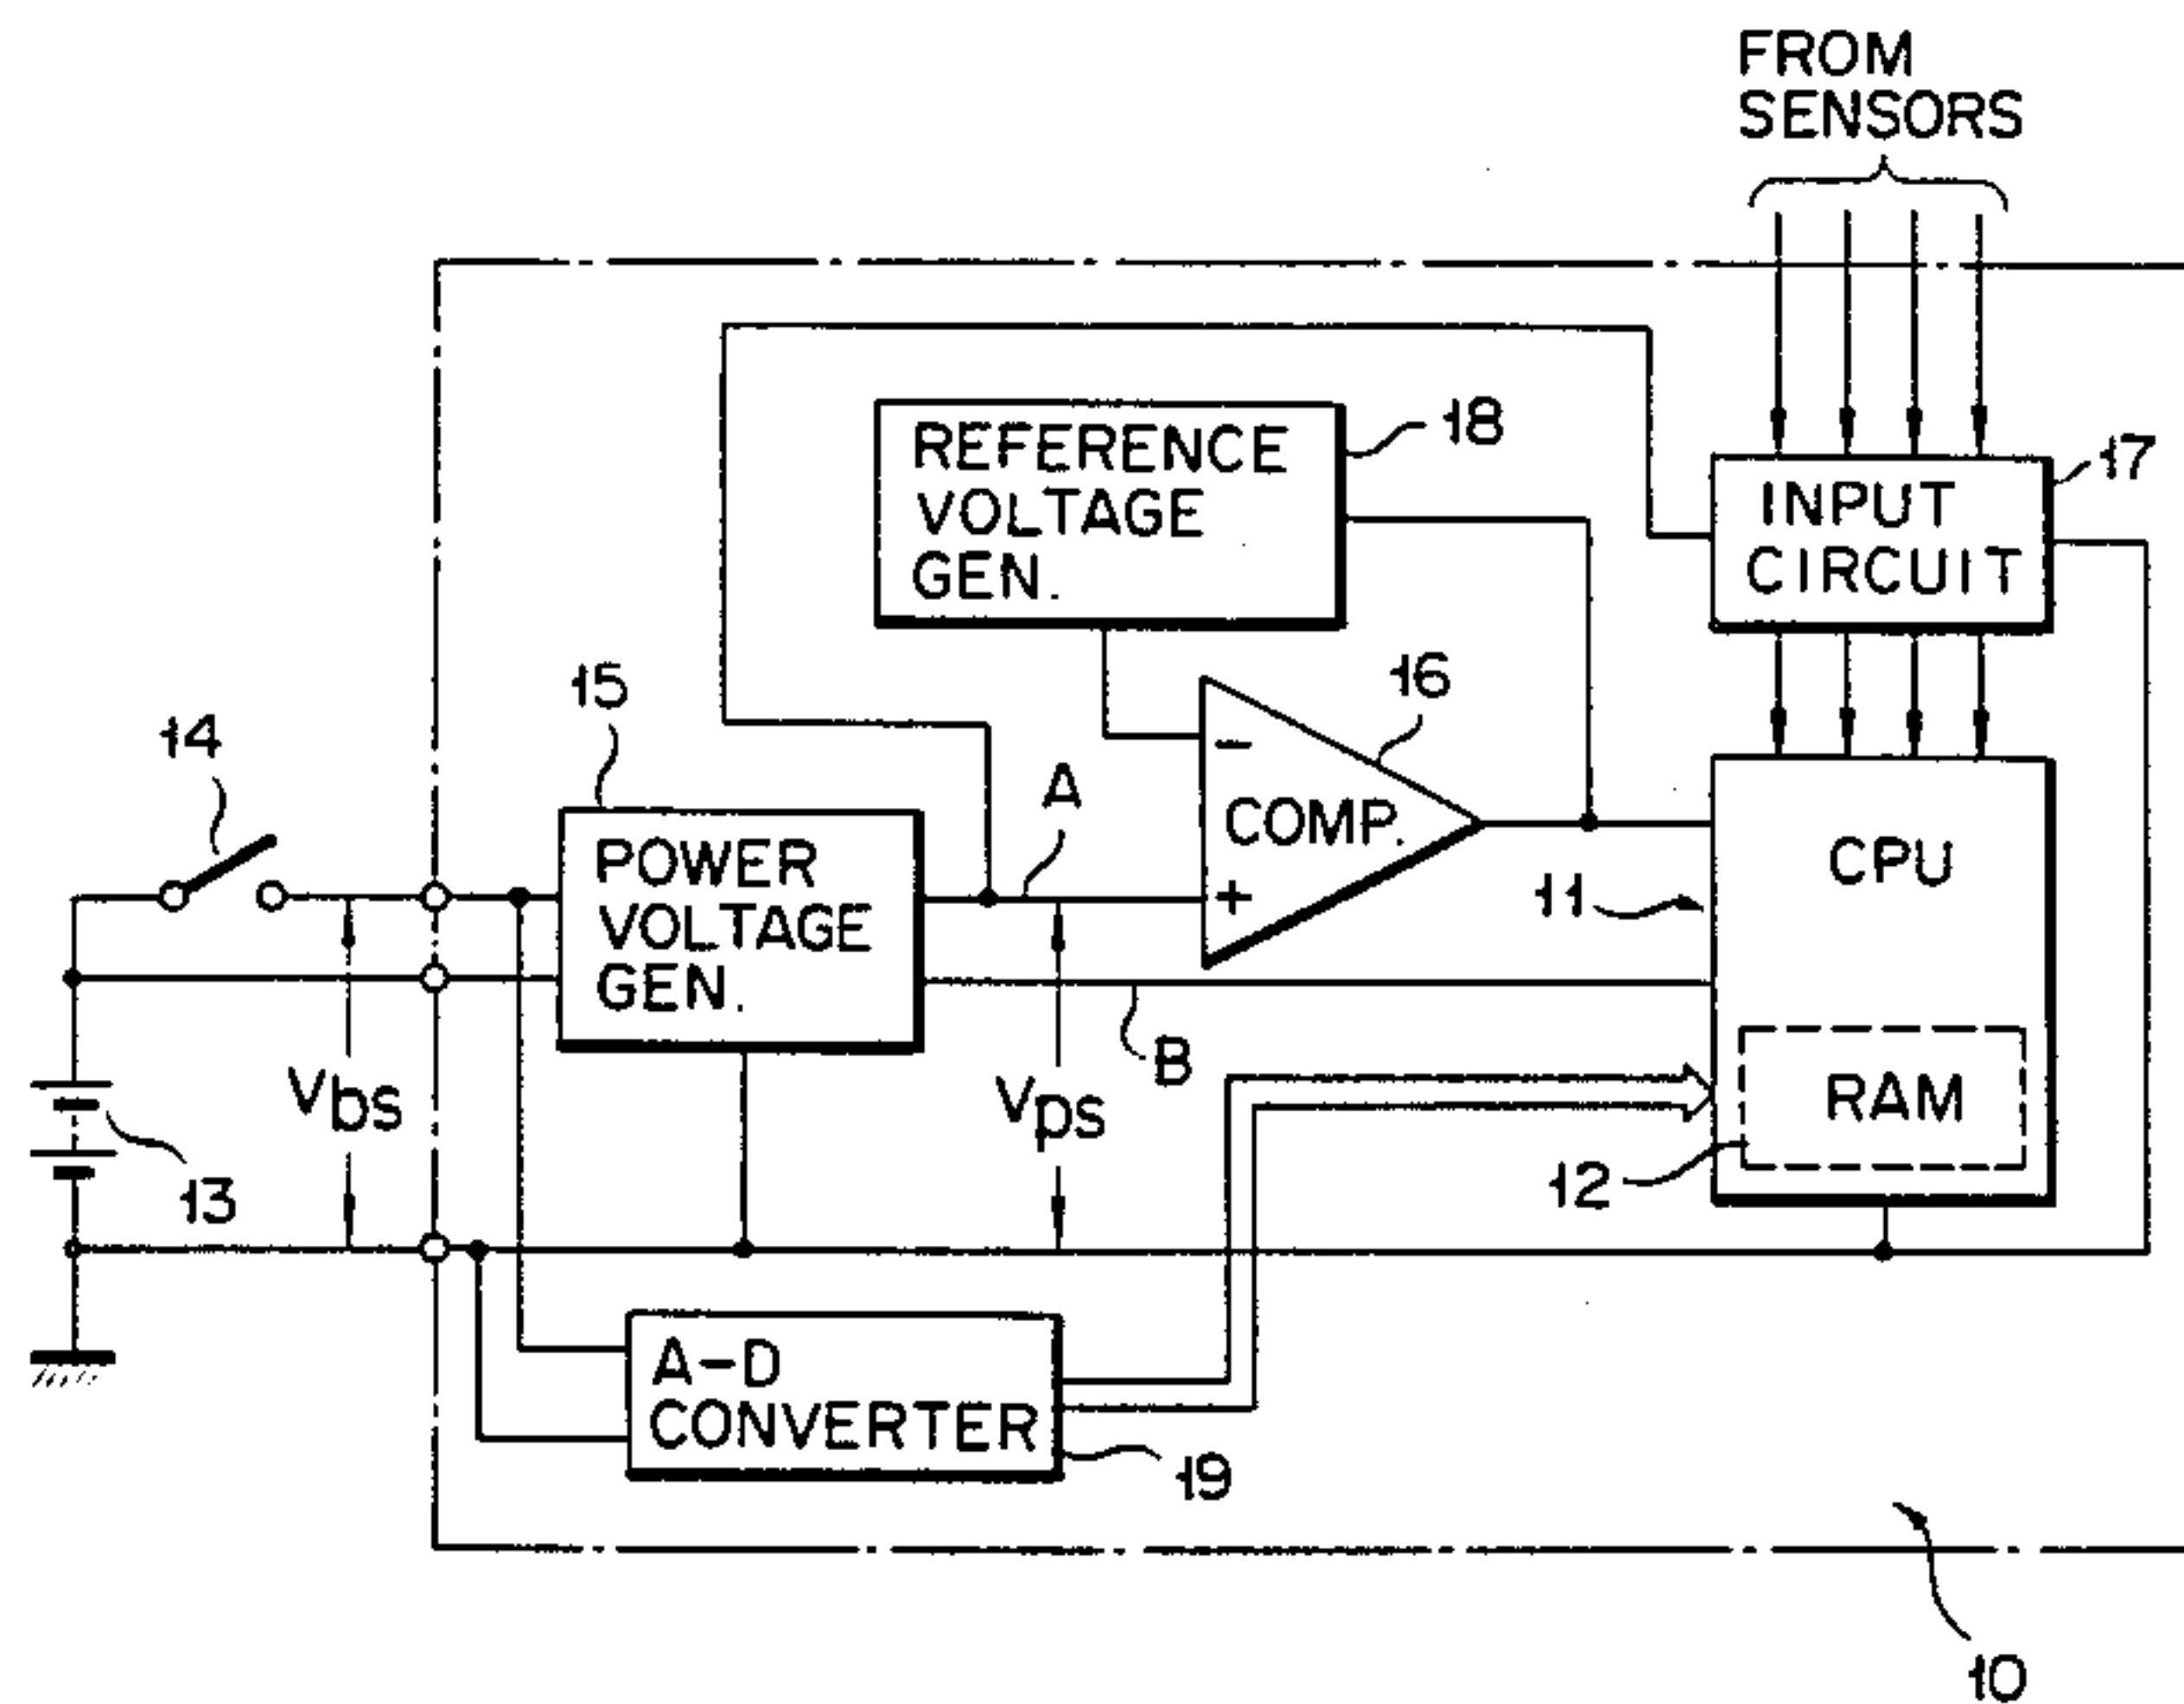 FROM
SENSORS
18
REFERENCE
VOLTAGE
GEN.
17
INPUT
CIRCUIT
16
15
14
A
-
COMP.
+
CPU
11
POWER
VOLTAGE
GEN.
B
Vbs
Vps
RAM
12
13
A-D
CONVERTER
19
10